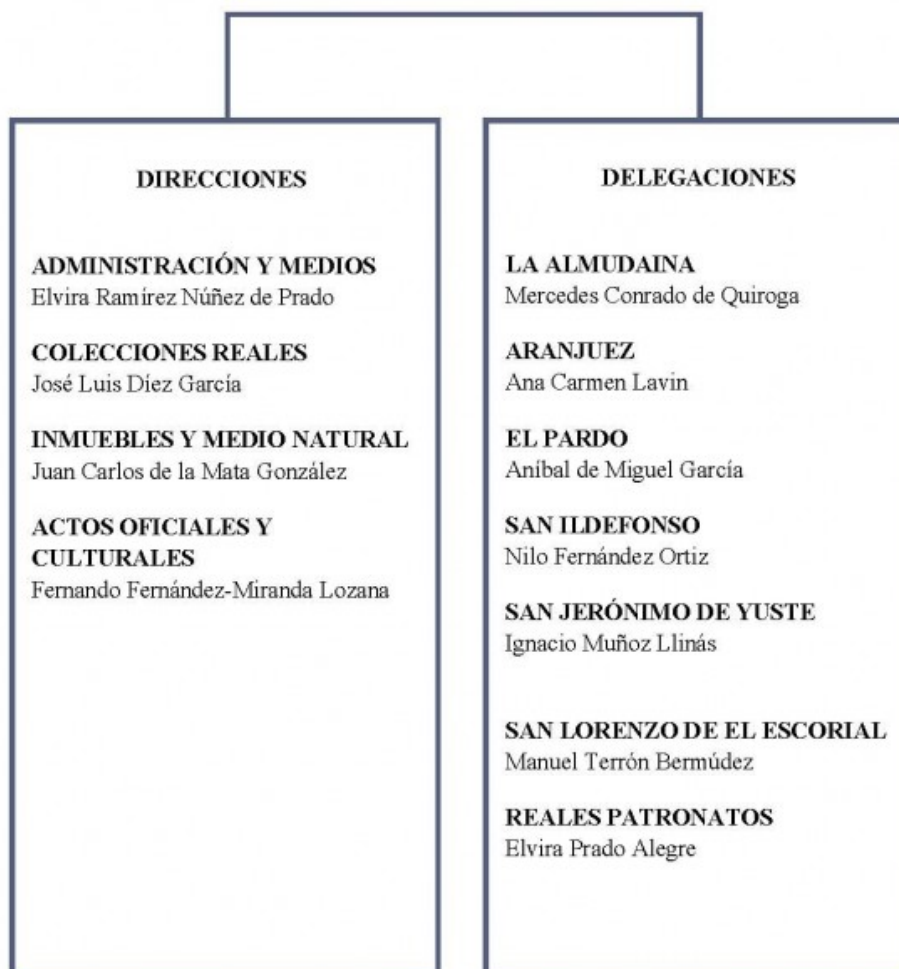 DIRECCIONES
ADMINISTRACIÓN Y MEDIOS
Elvira Ramírez Núñez de Prado
COLECCIONES REALES
José Luis Díez García
INMUEBLES Y MEDIO NATURAL
Juan Carlos de la Mata González
ACTOS OFICIALES Y
CULTURALES
Fernando Fernández-Miranda Lozana
DELEGACIONES
LA ALMUDAINA
Mercedes Conrado de Quiroga
ARANJUEZ
Ana Carmen Lavin
EL PARDO
Aníbal de Miguel García
SAN ILDEFONSO
Nilo Fernández Ortiz
SAN JERÓNIMO DE YUSTE
Ignacio Muñoz Llinás
SAN LORENZO DE EL ESCORIAL
Manuel Terrón Bermúdez
REALES PATRONATOS
Elvira Prado Alegre